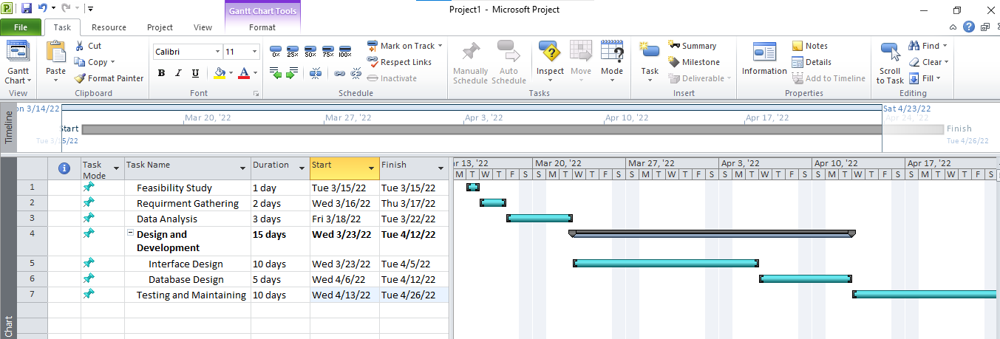 Gantt Chart Tools
Project1 - Microsoft Project
File Task Resource Project View Format
Gantt Chart
View
Paste
Cut
Copy
Format Painter
Clipboard
Calibri 11
B I U A
Font
0% 25% 50% 75% 100%
Mark on Track
Respect Links
Inactivate
Schedule
Manually Schedule
Auto Schedule
Inspect
Move
Mode
Tasks
Task
Summary
Milestone
Deliverable
Insert
Information
Notes
Details
Add to Timeline
Properties
Scroll to Task
Find
Clear
Fill
Editing
Timeline
on 3/14/22
Sat 4/23/22
Mar 20, '22 Mar 27, '22 Apr 3, '22 Apr 10, '22 Apr 17, '22 Apr 24, '22
Start
Finish
Tue 3/15/22
Tue 4/26/22
Task Mode Task Name Duration Start Finish
r 13, '22 Mar 20, '22 Mar 27, '22 Apr 3, '22 Apr 10, '22 Apr 17, '22
M T W T F S S M T W T F S S M T W T F S S M T W T F S S M T W T F S S M T W T F S
1 Feasibility Study 1 day Tue 3/15/22 Tue 3/15/22
2 Requirment Gathering 2 days Wed 3/16/22 Thu 3/17/22
3 Data Analysis 3 days Fri 3/18/22 Tue 3/22/22
4 Design and Development 15 days Wed 3/23/22 Tue 4/12/22
5 Interface Design 10 days Wed 3/23/22 Tue 4/5/22
6 Database Design 5 days Wed 4/6/22 Tue 4/12/22
7 Testing and Maintaining 10 days Wed 4/13/22 Tue 4/26/22
Chart